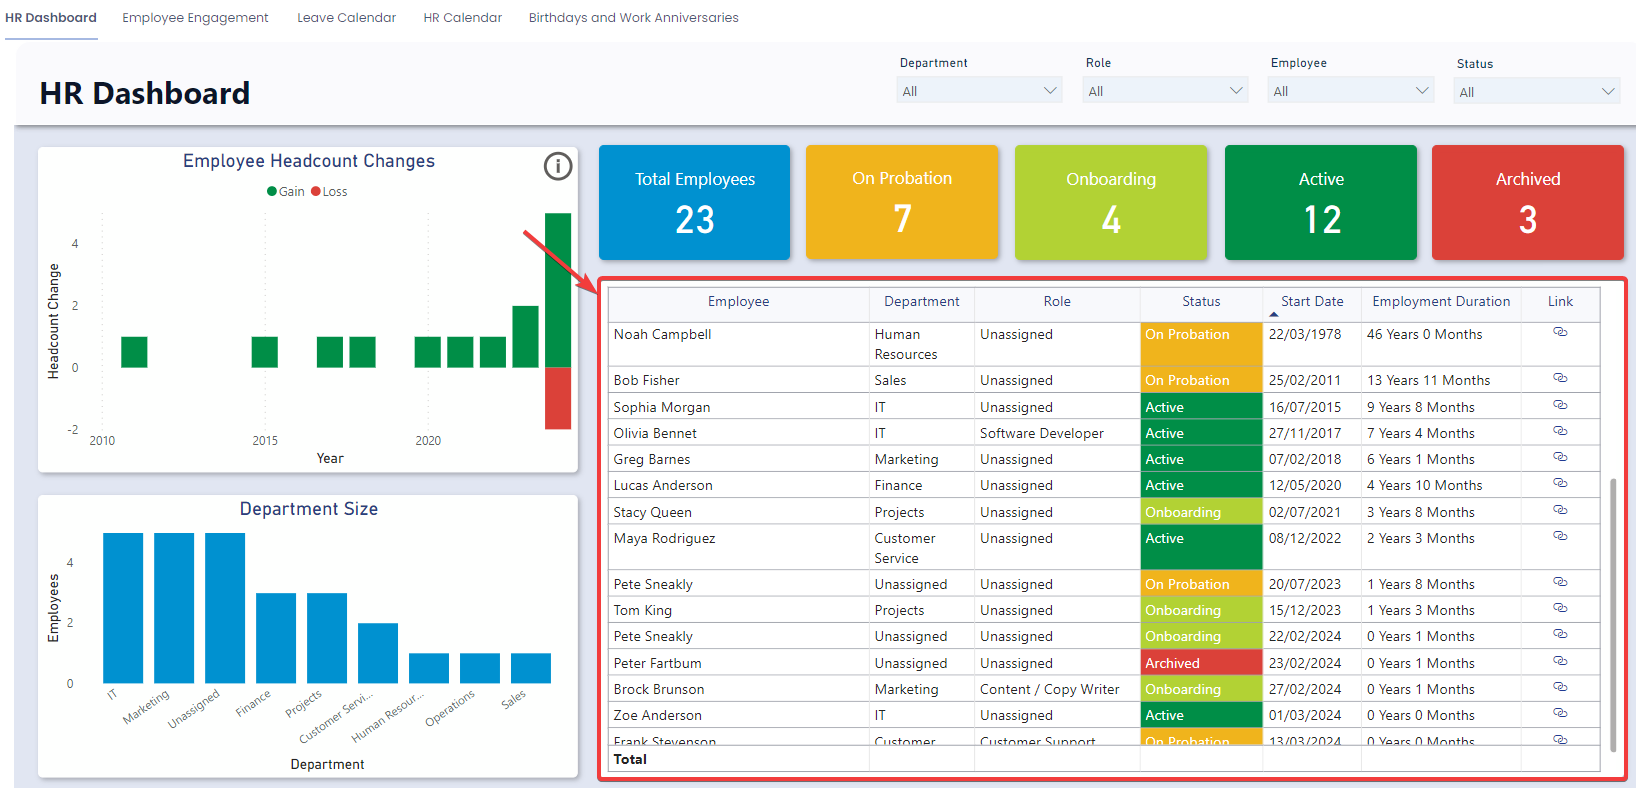 HR Dashboard Employee Engagement Leave Calendar HR Calendar Birthdays and Work Anniversaries
HR Dashboard
Department Role Employee Status
All All All All
Employee Headcount Changes
Gain Loss
Headcount Change
4
2
0
-2
2010 2015 2020
Year
Department Size
Employees
4
2
0
IT Marketing Unassigned Finance Projects Customer Servi... Human Resour... Operations Sales
Department
Total Employees
23
On Probation
7
Onboarding
4
Active
12
Archived
3
Employee Department Role Status Start Date Employment Duration Link
Noah Campbell Human Resources Unassigned On Probation 22/03/1978 46 Years 0 Months
Bob Fisher Sales Unassigned On Probation 25/02/2011 13 Years 11 Months
Sophia Morgan IT Unassigned Active 16/07/2015 9 Years 8 Months
Olivia Bennet IT Software Developer Active 27/11/2017 7 Years 4 Months
Greg Barnes Marketing Unassigned Active 07/02/2018 6 Years 1 Months
Lucas Anderson Finance Unassigned Active 12/05/2020 4 Years 10 Months
Stacy Queen Projects Unassigned Onboarding 02/07/2021 3 Years 8 Months
Maya Rodriguez Customer Service Unassigned Active 08/12/2022 2 Years 3 Months
Pete Sneakly Unassigned Unassigned On Probation 20/07/2023 1 Years 8 Months
Tom King Projects Unassigned Onboarding 15/12/2023 1 Years 3 Months
Pete Sneakly Unassigned Unassigned Onboarding 22/02/2024 0 Years 1 Months
Peter Fartbum Unassigned Unassigned Archived 23/02/2024 0 Years 1 Months
Brock Brunson Marketing Content / Copy Writer Onboarding 27/02/2024 0 Years 1 Months
Zoe Anderson IT Unassigned Active 01/03/2024 0 Years 0 Months
Frank Stevenson Customer Customer Support On Probation 13/03/2024 0 Years 0 Months
Total